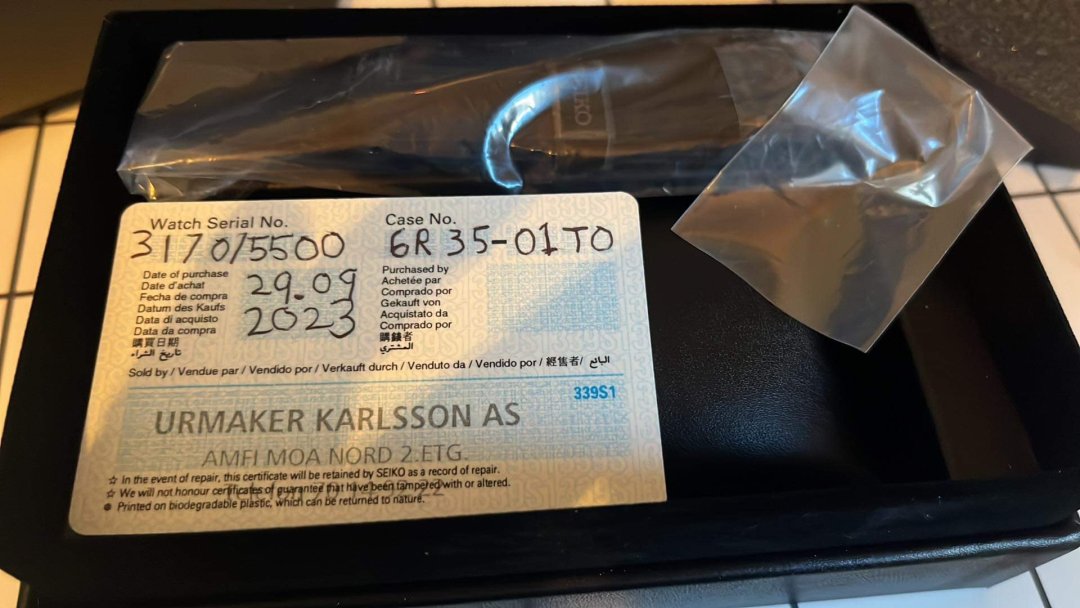 SEIKO
Watch Serial No.
Case No.
3170/5500
6R 35-01T0
Date of purchase
Date d'achat
Fecha de compra
Datum des Kaufs
Data di acquisto
Data da compra
購買日期
تاريخ الشراء
29.09
2023
Purchased by
Achetée par
Comprado por
Gekauft von
Acquistato da
Comprado por
購錶者
المشتري
Sold by / Vendue par / Vendido por / Verkauft durch / Venduto da / Vendido por / 經售者/ البائع
339S1
URMAKER KARLSSON AS
AMFI MOA NORD 2.ETG.
☆ In the event of repair, this certificate will be retained by SEIKO as a record of repair.
☆ We will not honour certificates of guarantee that have been tampered with or altered.
Printed on biodegradable plastic, which can be returned to nature.